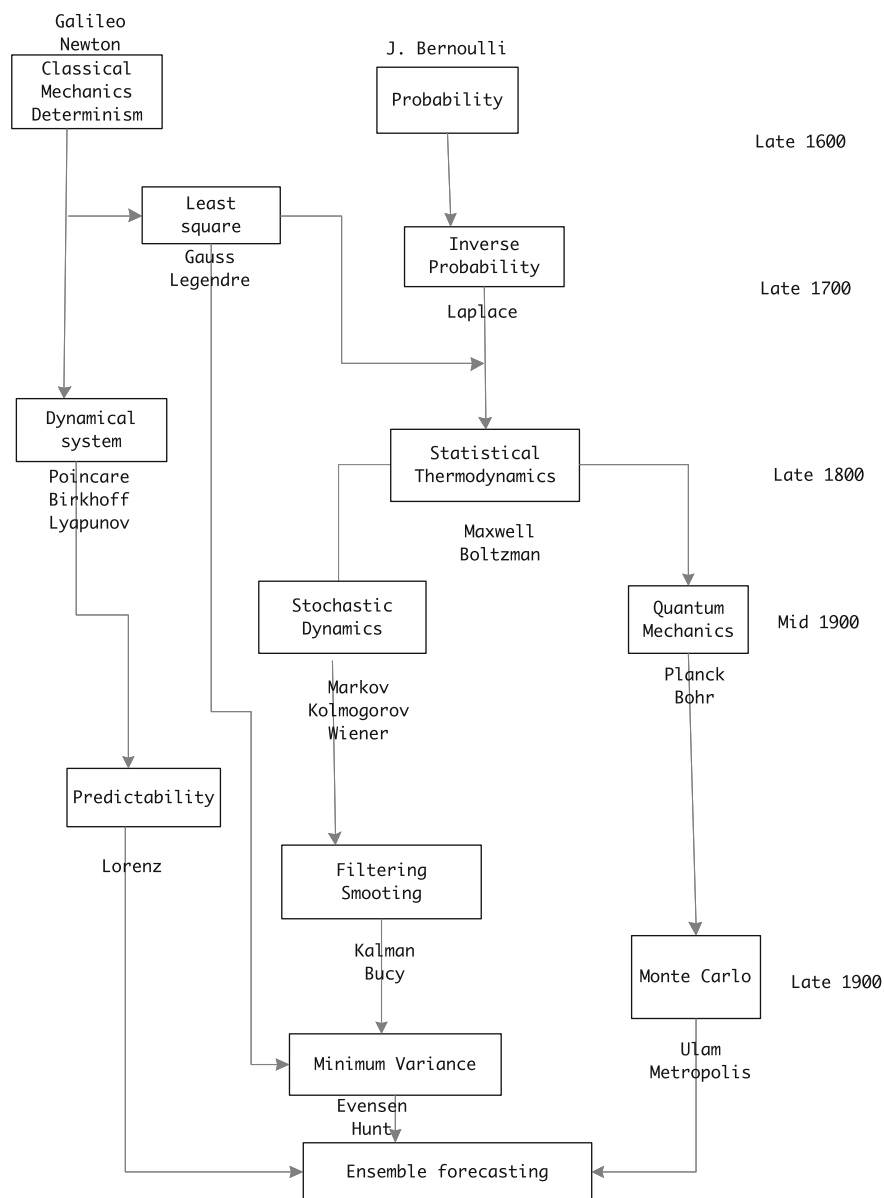 Galileo
Newton
Classical
Mechanics
Determinism
J. Bernoulli
Probability
Late 1600
Least
square
Gauss
Legendre
Inverse
Probability
Laplace
Late 1700
Dynamical
system
Poincare
Birkhoff
Lyapunov
Statistical
Thermodynamics
Maxwell
Boltzman
Late 1800
Stochastic
Dynamics
Markov
Kolmogorov
Wiener
Quantum
Mechanics
Planck
Bohr
Mid 1900
Predictability
Lorenz
Filtering
Smooting
Kalman
Bucy
Monte Carlo
Ulam
Metropolis
Late 1900
Minimum Variance
Evensen
Hunt
Ensemble forecasting